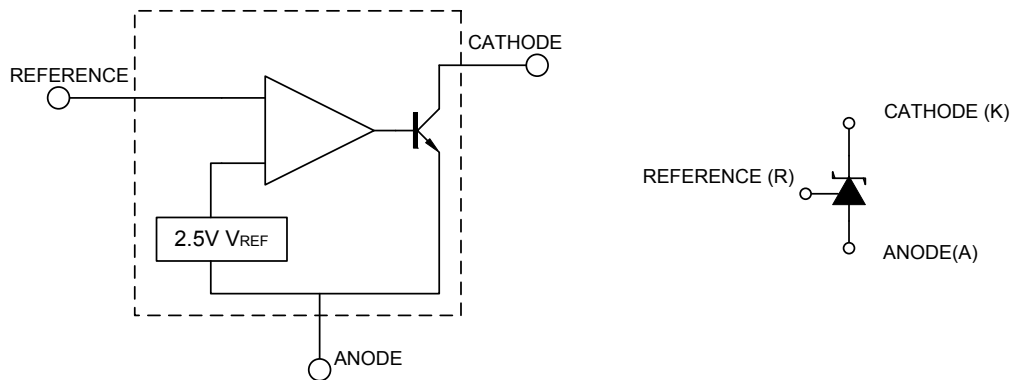 CATHODE
REFERENCE
2.5V VREF
ANODE
CATHODE (K)
REFERENCE (R)
ANODE(A)